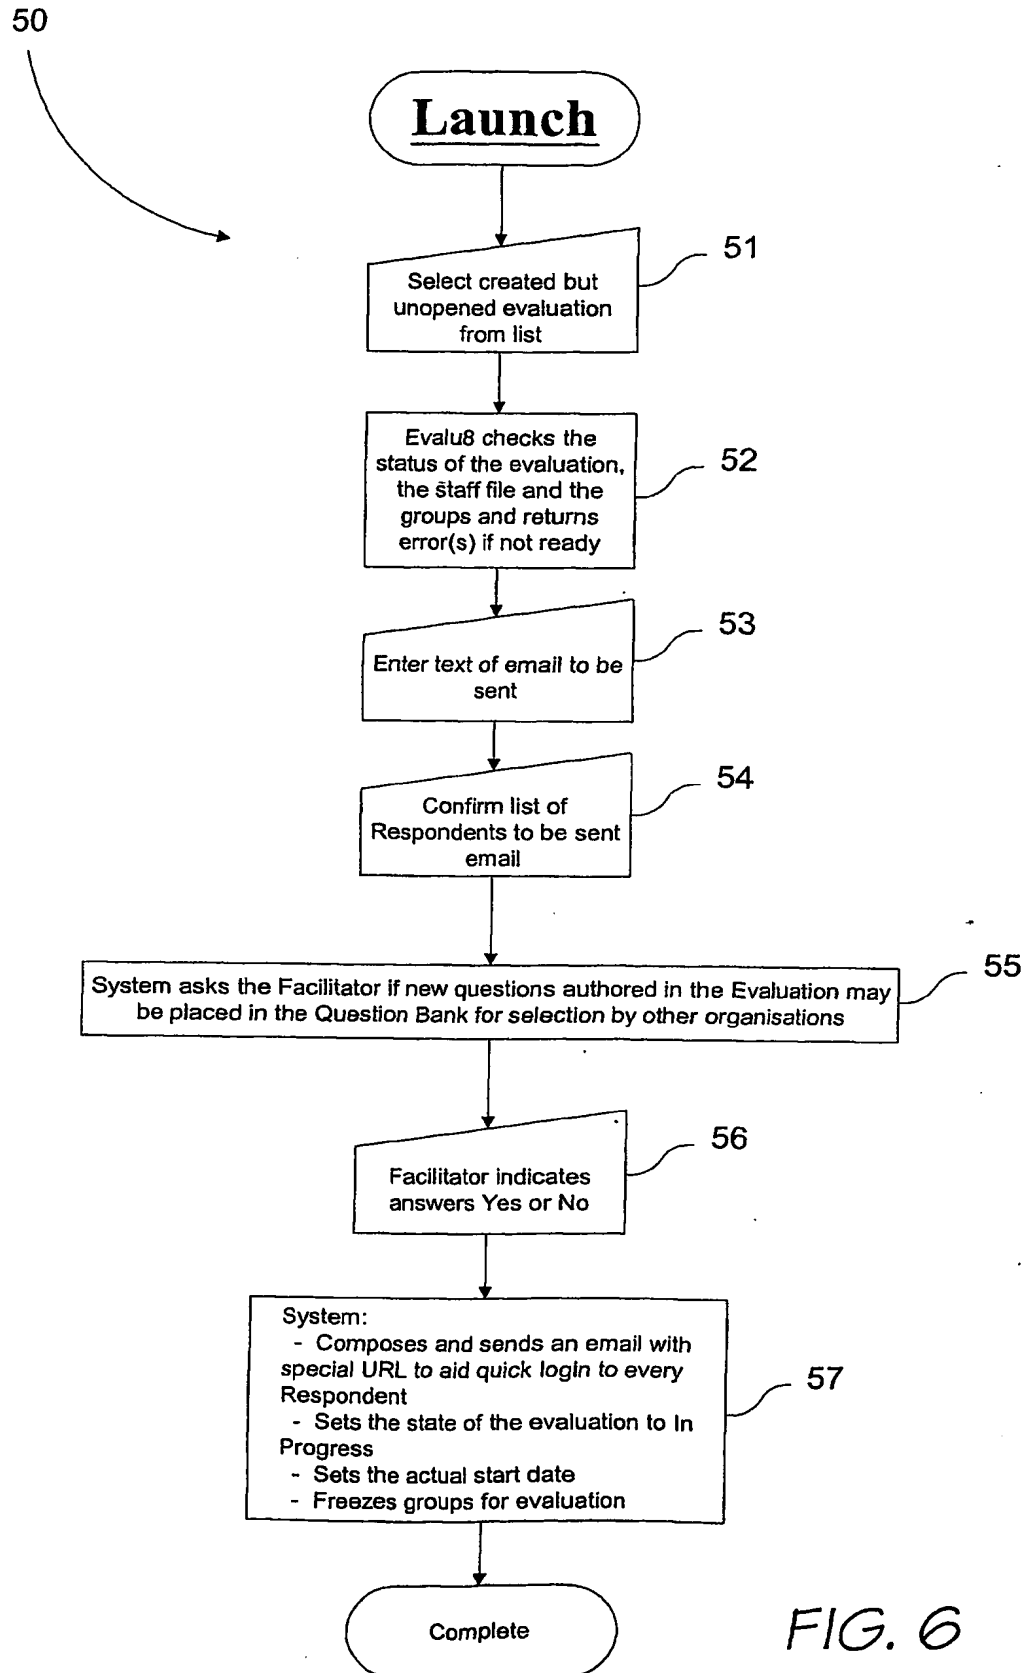 50
Launch
51
Select created but
unopened evaluation
from list
Evalu8 checks the
status of the evaluation,
the staff file and the
groups and returns
error(s) if not ready
52
53
Enter text of email to be
sent
54
Confirm list of
Respondents to be sent
email
55
System asks the Facilitator if new questions authored in the Evaluation may
be placed in the Question Bank for selection by other organisations
56
Facilitator indicates
answers Yes or No
System:
- Composes and sends an email with
special URL to aid quick login to every
Respondent
- Sets the state of the evaluation to In
Progress
- Sets the actual start date
- Freezes groups for evaluation
57
Complete
FIG. 6